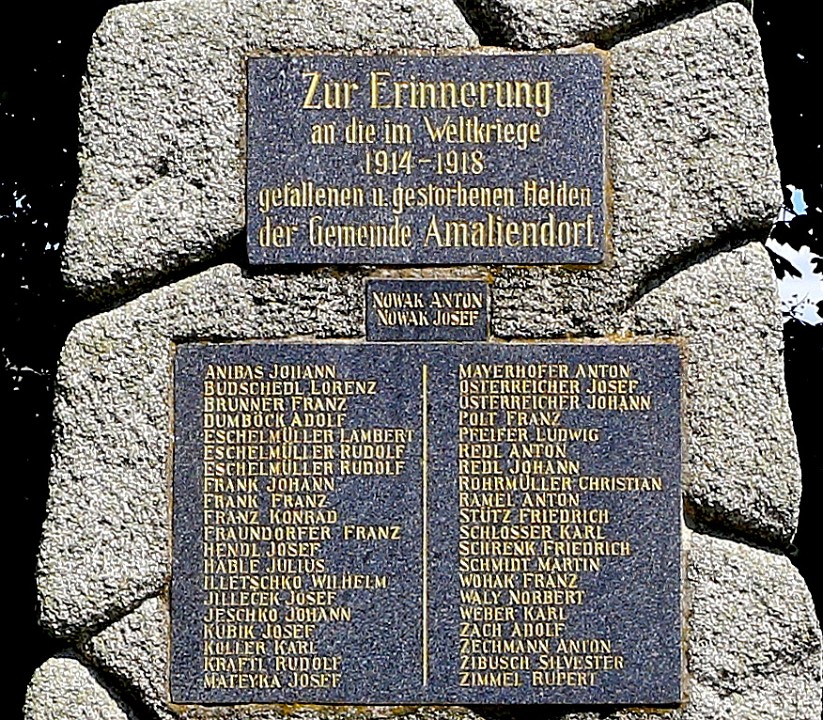 Zur Erinnerung
an die im Weltkriege
1914-1918
gefallenen u. gestorbenen Helden
der Gemeinde Amaliendorf
NOWAK ANTON
NOWAK JOSEF
ANIBAS JOHANN
BUDSCHEDL LORENZ
BRUNNER FRANZ
DUMBÖCK ADOLF
ESCHELMÜLLER LAMBERT
ESCHELMÜLLER RUDOLF
ESCHELMÜLLER RUDOLF
FRANK JOHANN
FRANK FRANZ
FRANZ KONRAD
FRAUNDORFER FRANZ
HENDL JOSEF
HABLE JULIUS
ILLETSCHKO WILHELM
JILLECEK JOSEF
JESCHKO JOHANN
KUBIK JOSEF
KOLLER KARL
KRAFTL RUDOLF
MATEYKA JOSEF
MAYERHOFER ANTON
ÖSTERREICHER JOSEF
ÖSTERREICHER JOHANN
POLT FRANZ
PFEIFER LUDWIG
REDL ANTON
REDL JOHANN
ROHRMÜLLER CHRISTIAN
RAMEL ANTON
STÜTZ FRIEDRICH
SCHLOSSER KARL
SCHRENK FRIEDRICH
SCHMIDT MARTIN
WOHAK FRANZ
WALY NORBERT
WEBER KARL
ZACH ADOLF
ZECHMANN ANTON
ZIBUSCH SILVESTER
ZIMMEL RUPERT